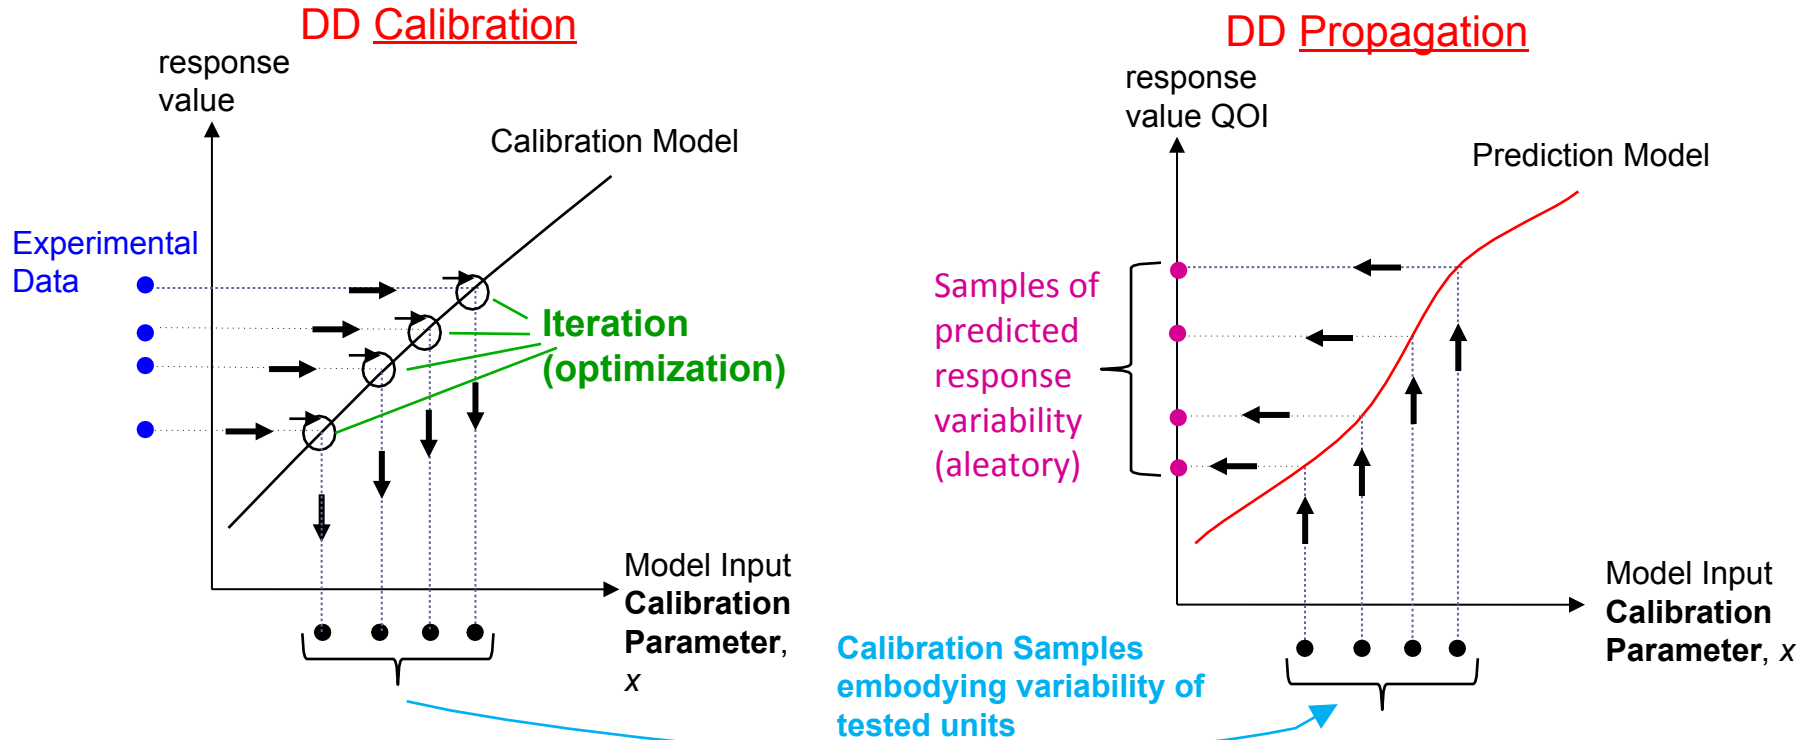 DD Calibration
response
value
Calibration Model
Experimental
Data
Iteration
(optimization)
Model Input
Calibration
Parameter,
x
DD Propagation
response
value QOI
Prediction Model
Samples of
predicted
response
variability
(aleatory)
Model Input
Calibration
Parameter, x
Calibration Samples
embodying variability of
tested units